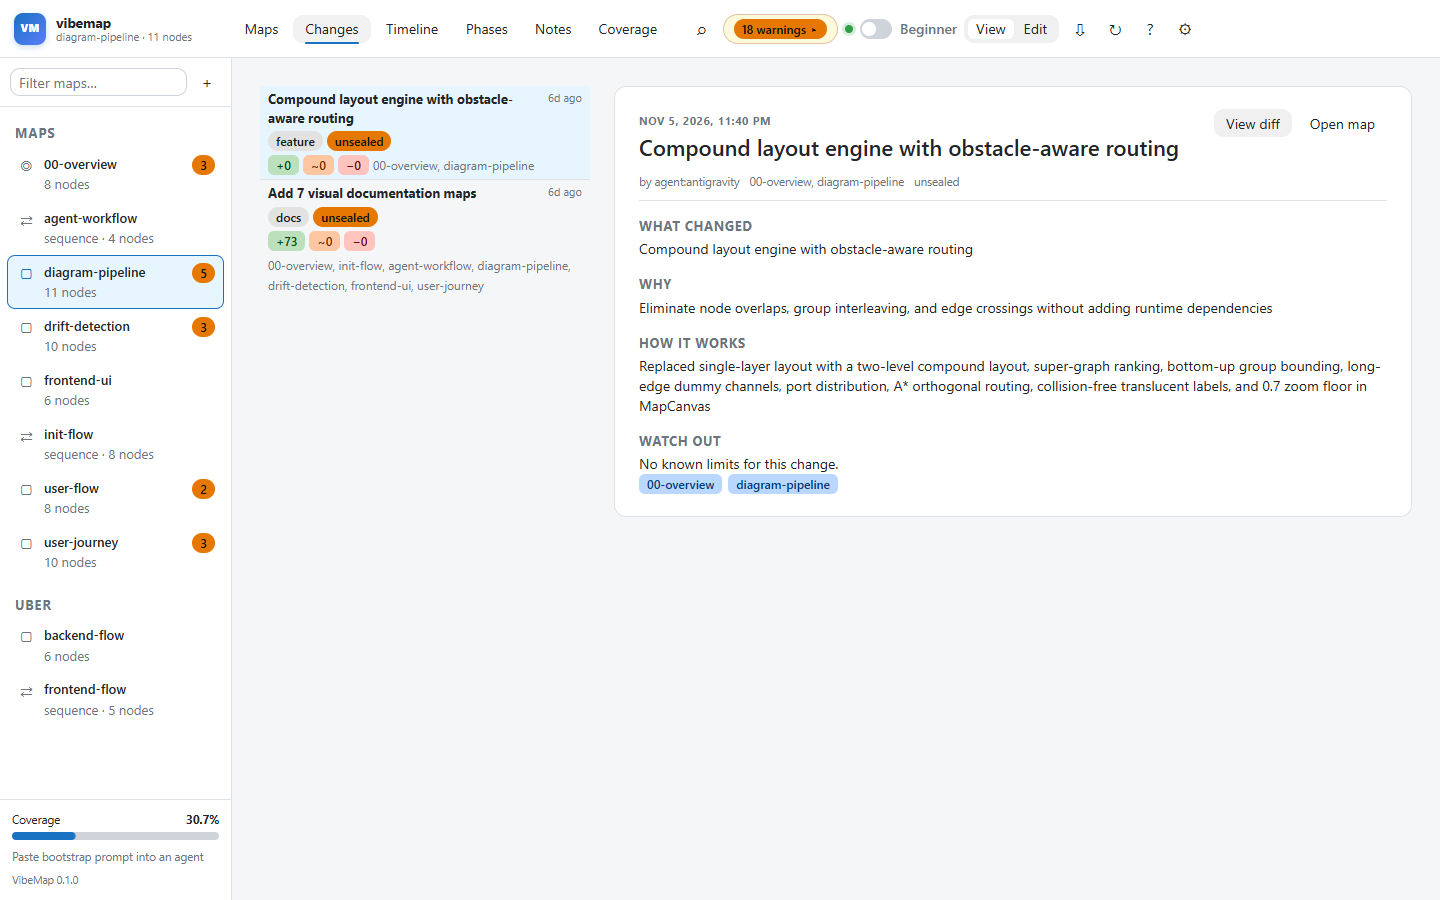 VM
vibemap
diagram-pipeline · 11 nodes
Maps Changes Timeline Phases Notes Coverage
18 warnings ▸
Beginner View Edit
?
Filter maps...
+
MAPS
00-overview 3
8 nodes
agent-workflow
sequence · 4 nodes
diagram-pipeline 5
11 nodes
drift-detection 3
10 nodes
frontend-ui
6 nodes
init-flow
sequence · 8 nodes
user-flow 2
8 nodes
user-journey 3
10 nodes
UBER
backend-flow
6 nodes
frontend-flow
sequence · 5 nodes
Coverage 30.7%
Paste bootstrap prompt into an agent
VibeMap 0.1.0
Compound layout engine with obstacle- 6d ago
aware routing
feature unsealed
+0 ~0 −0 00-overview, diagram-pipeline
Add 7 visual documentation maps 6d ago
docs unsealed
+73 ~0 −0
00-overview, init-flow, agent-workflow, diagram-pipeline,
drift-detection, frontend-ui, user-journey
NOV 5, 2026, 11:40 PM
View diff Open map
Compound layout engine with obstacle-aware routing
by agent:antigravity 00-overview, diagram-pipeline unsealed
WHAT CHANGED
Compound layout engine with obstacle-aware routing
WHY
Eliminate node overlaps, group interleaving, and edge crossings without adding runtime dependencies
HOW IT WORKS
Replaced single-layer layout with a two-level compound layout, super-graph ranking, bottom-up group bounding, long-
edge dummy channels, port distribution, A* orthogonal routing, collision-free translucent labels, and 0.7 zoom floor in
MapCanvas
WATCH OUT
No known limits for this change.
00-overview diagram-pipeline